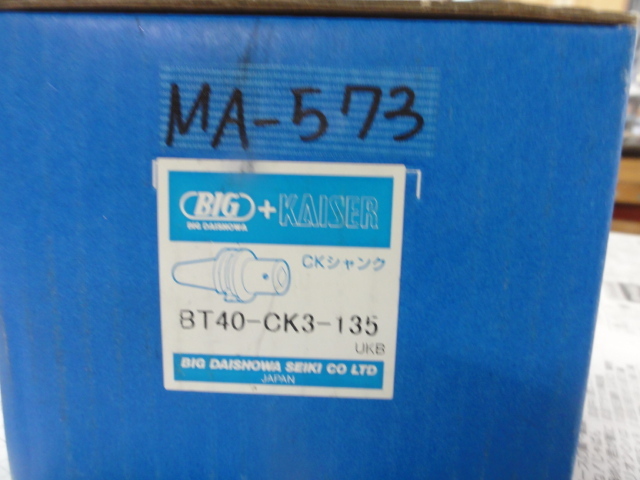 MA-573
BIG + KAISER
BIG DAISHOWA
CKシャンク
BT40-CK3-135
UKB
BIG DAISHOWA SEIKI CO LTD
JAPAN